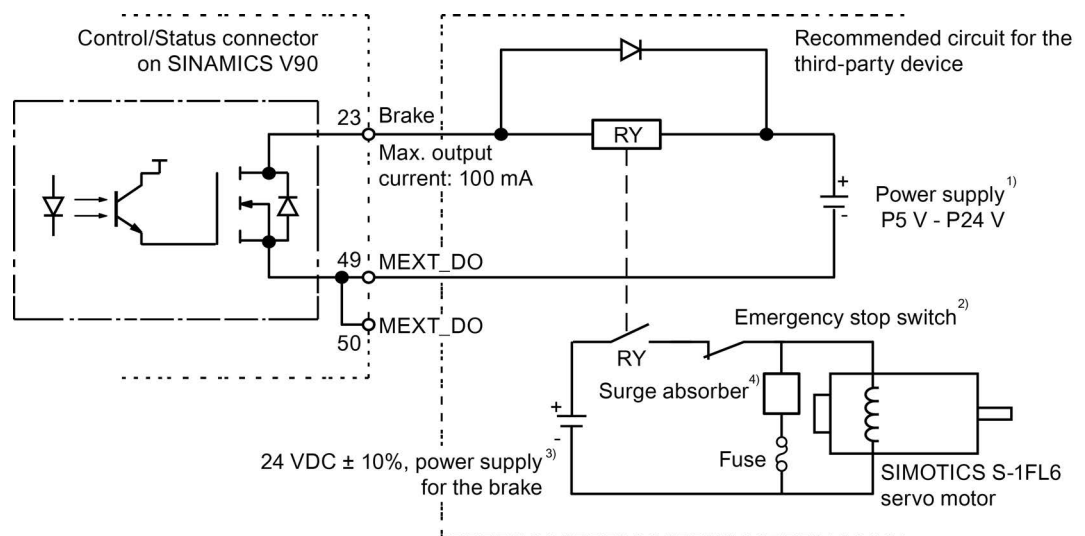 Control/Status connector
on SINAMICS V90
Recommended circuit for the
third-party device
23
Brake
Max. output
current: 100 mA
RY
+
-
Power supply 1)
P5 V - P24 V
49
MEXT_DO
MEXT_DO
50
Emergency stop switch 2)
RY
Surge absorber 4)
+
-
Fuse
24 VDC ± 10%, power supply 3)
for the brake
SIMOTICS S-1FL6
servo motor